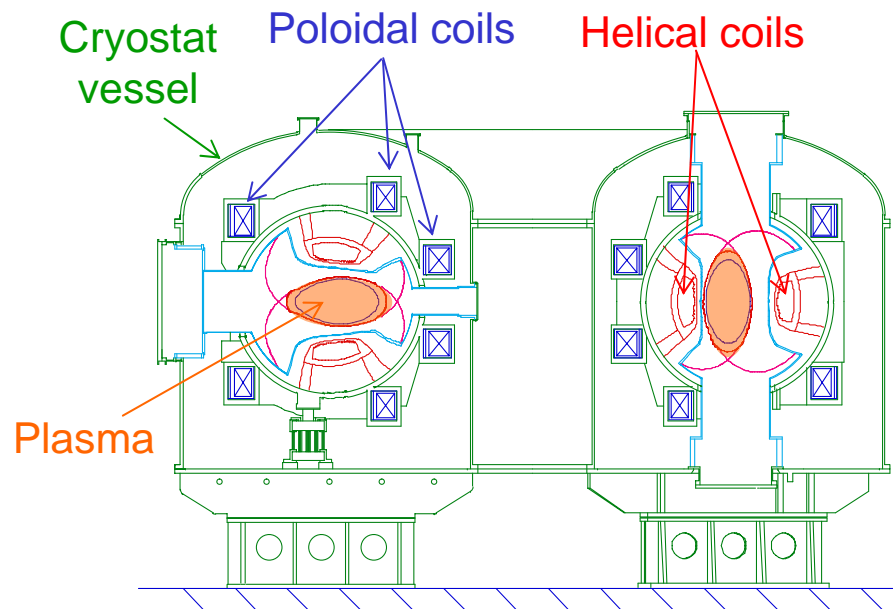 Cryostat
vessel
Poloidal coils
Helical coils
Plasma